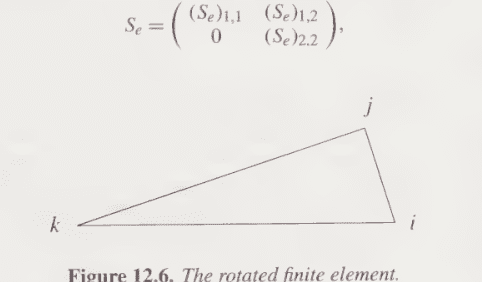 S_e = ( (S_e)1,1 (S_e)1,2
0 (S_e)2.2 ),
j
k
i
Figure 12.6. The rotated finite element.